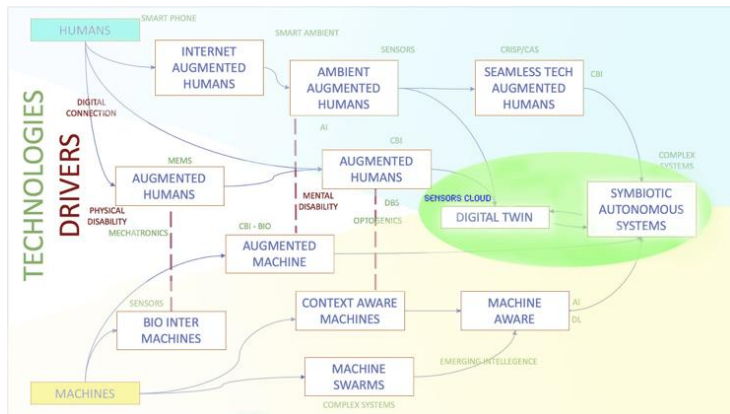 SMART PHONE
HUMANS
SMART AMBIENT
INTERNET
AUGMENTED
HUMANS
SENSORS
CRISP/CAS
AMBIENT
AUGMENTED
HUMANS
SEAMLESS TECH
AUGMENTED
HUMANS
CBI
TECHNOLOGIES
DRIVERS
DIGITAL
CONNECTION
AI
CBI
MEMS
AUGMENTED
HUMANS
AUGMENTED
HUMANS
COMPLEX
SYSTEMS
PHYSICAL
DISABILITY
MENTAL
DISABILITY
DBS
OPTOGENICS
SENSORS CLOUD
DIGITAL TWIN
SYMBIOTIC
AUTONOMOUS
SYSTEMS
MECHATRONICS
CBI - BIO
AUGMENTED
MACHINE
SENSORS
BIO INTER
MACHINES
CONTEXT AWARE
MACHINES
MACHINE
AWARE
AI
DL
MACHINE
SWARMS
EMERGING INTELLEGENCE
MACHINES
COMPLEX SYSTEMS